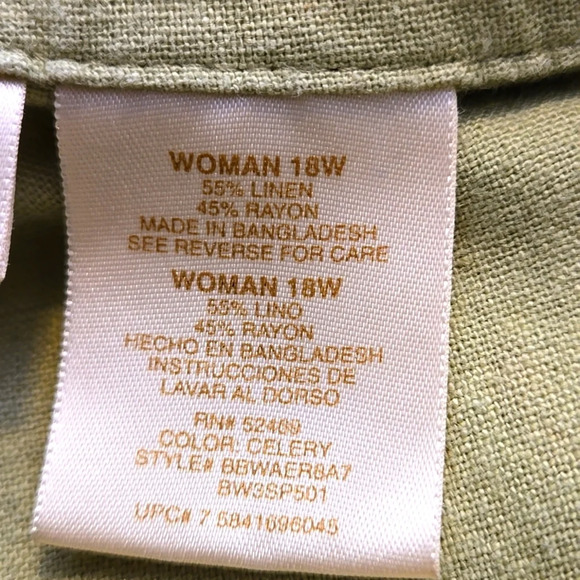 WOMAN 18W
55% LINEN
45% RAYON
MADE IN BANGLADESH
SEE REVERSE FOR CARE
WOMAN 18W
55% LINO
45% RAYON
HECHO EN BANGLADESH
INSTRUCCIONES DE
LAVAR AL DORSO
RN# 52469
COLOR: CELERY
STYLE# BBWAER8A7
BW3SP501
UPC# 7 5841696045